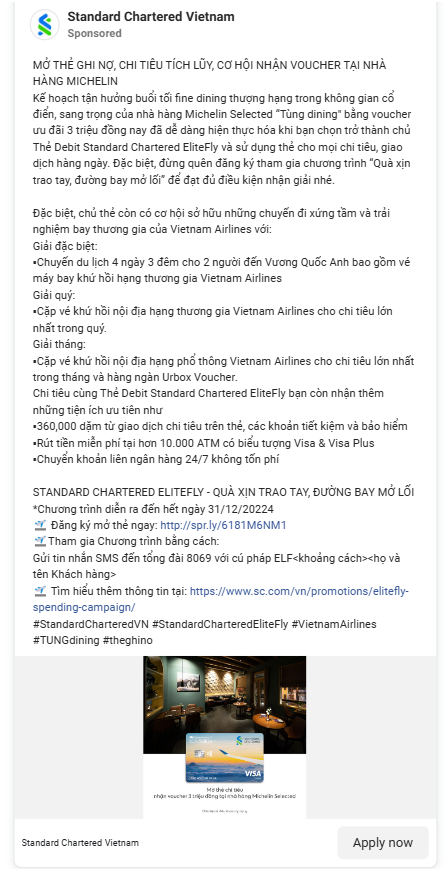 Standard Chartered Vietnam
Sponsored
MỞ THẺ GHI NỢ, CHI TIÊU TÍCH LŨY, CƠ HỘI NHẬN VOUCHER TẠI NHÀ
HÀNG MICHELIN
Kế hoạch tận hưởng buổi tối fine dining thượng hạng trong không gian cổ
điển, sang trọng của nhà hàng Michelin Selected “Tùng dining" bằng voucher
ưu đãi 3 triệu đồng nay đã dễ dàng hiện thực hóa khi bạn chọn trở thành chủ
Thẻ Debit Standard Chartered EliteFly và sử dụng thẻ cho mọi chi tiêu, giao
dịch hàng ngày. Đặc biệt, đừng quên đăng ký tham gia chương trình “Quà xịn
trao tay, đường bay mở lối” để đạt đủ điều kiện nhận giải nhé.
Đặc biệt, chủ thẻ còn có cơ hội sở hữu những chuyến đi xứng tầm và trải
nghiệm bay thương gia của Vietnam Airlines với:
Giải đặc biệt:
▪Chuyến du lịch 4 ngày 3 đêm cho 2 người đến Vương Quốc Anh bao gồm vé
máy bay khứ hồi hạng thương gia Vietnam Airlines
Giải quý:
▪Cặp vé khứ hồi nội địa hạng thương gia Vietnam Airlines cho chi tiêu lớn
nhất trong quý.
Giải tháng:
▪Cặp vé khứ hồi nội địa hạng phổ thông Vietnam Airlines cho chi tiêu lớn nhất
trong tháng và hàng ngàn Urbox Voucher.
Chi tiêu cùng Thẻ Debit Standard Chartered EliteFly bạn còn nhận thêm
những tiện ích ưu tiên như
▪360,000 dặm từ giao dịch chi tiêu trên thẻ, các khoản tiết kiệm và bảo hiểm
▪Rút tiền miễn phí tại hơn 10.000 ATM có biểu tượng Visa & Visa Plus
▪Chuyển khoản liên ngân hàng 24/7 không tốn phí
STANDARD CHARTERED ELITEFLY - QUÀ XỊN TRAO TAY, ĐƯỜNG BAY MỞ LỐI
*Chương trình diễn ra đến hết ngày 31/12/20224
🛫 Đăng ký mở thẻ ngay: http://spr.ly/6181M6NM1
🛫Tham gia Chương trình bằng cách:
Gửi tin nhắn SMS đến tổng đài 8069 với cú pháp ELF<khoảng cách><họ và
tên Khách hàng>
🛫 Tìm hiểu thêm thông tin tại: https://www.sc.com/vn/promotions/elitefly-
spending-campaign/
#StandardCharteredVN #StandardCharteredEliteFly #VietnamAirlines
#TUNGdining #theghino
VISA
Mở thẻ chi tiêu
nhận voucher 3 triệu đồng tại nhà hàng Michelin Selected
Standard Chartered Vietnam
Apply now